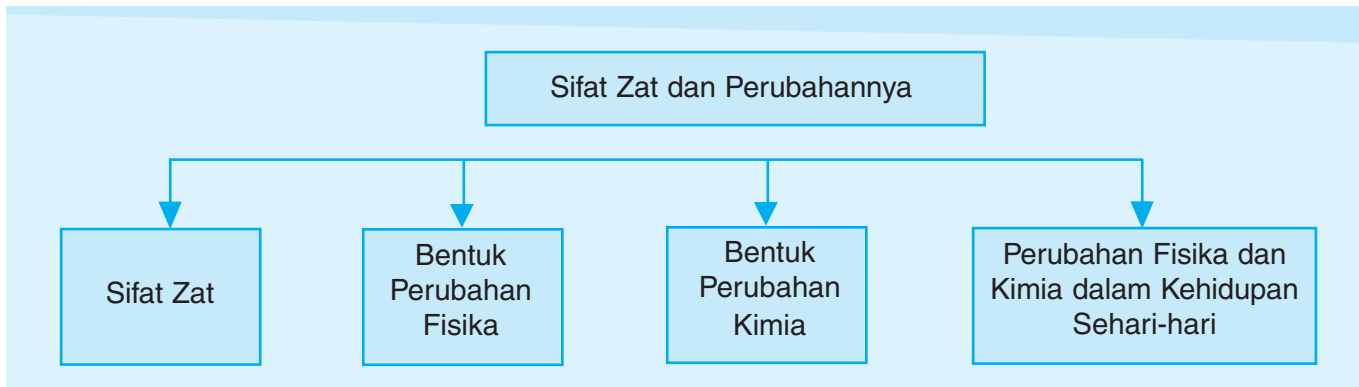 Sifat Zat dan Perubahannya
Sifat Zat
Bentuk
Perubahan
Fisika
Bentuk
Perubahan
Kimia
Perubahan Fisika dan
Kimia dalam Kehidupan
Sehari-hari